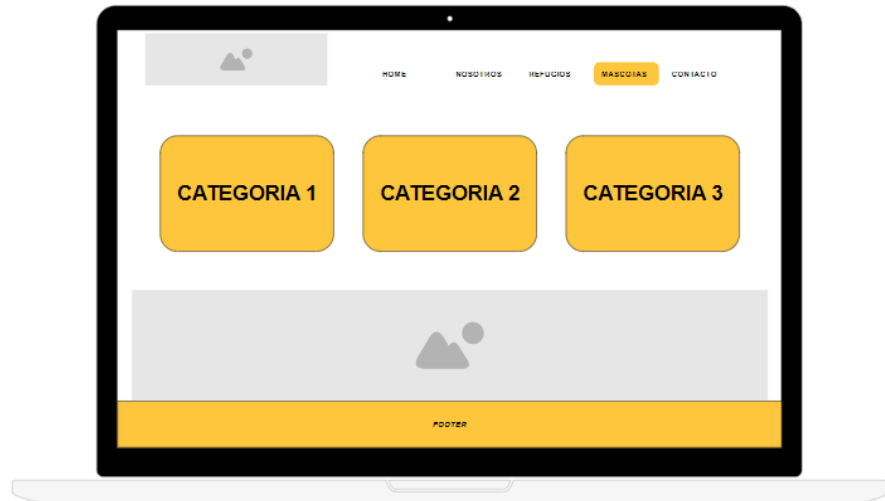 HOME NOSOTROS REFUGIOS MASCOTAS CONTACTO
CATEGORIA 1 CATEGORIA 2 CATEGORIA 3
FOOTER